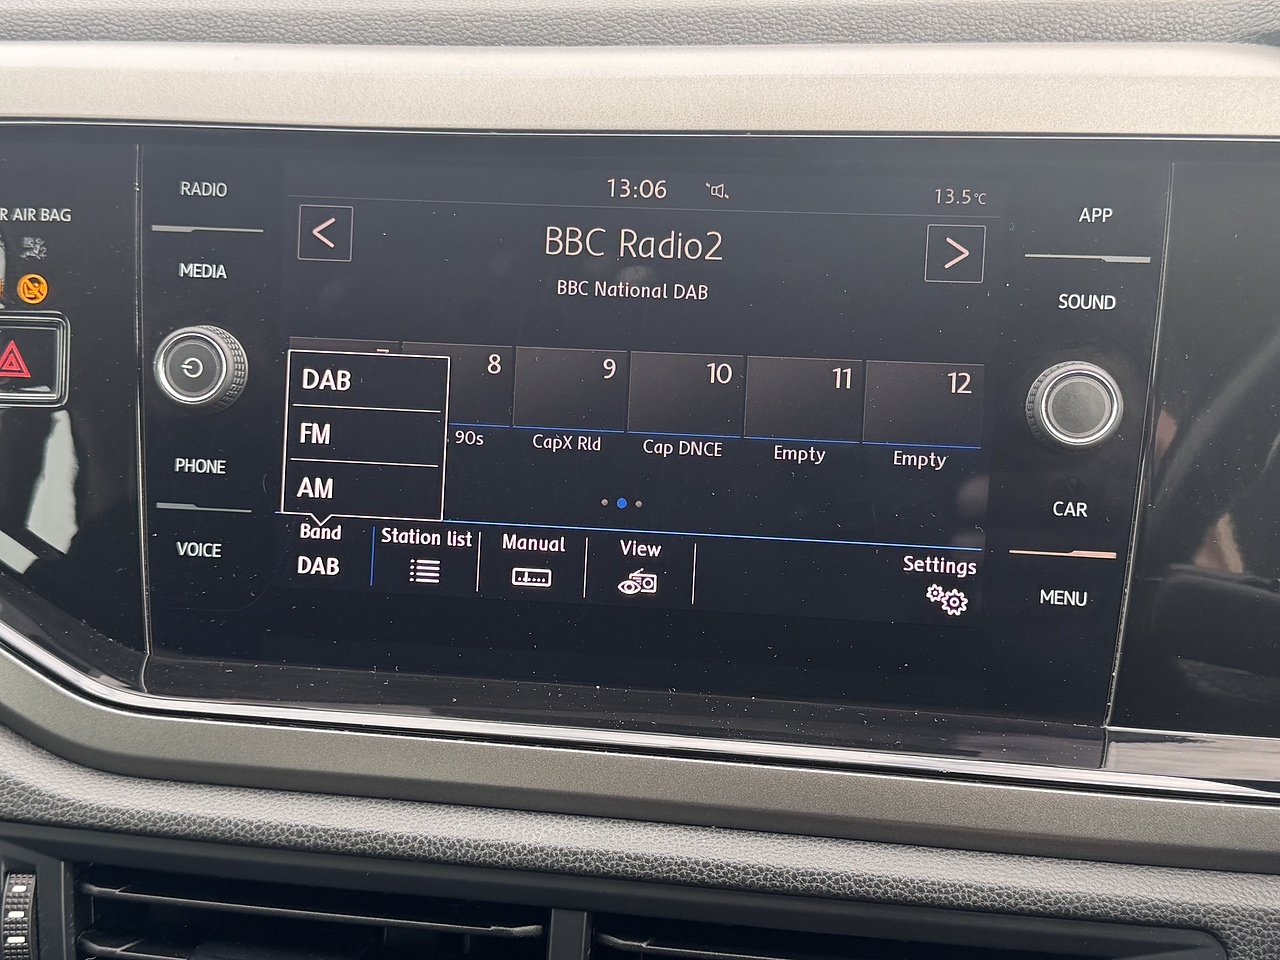 R AIR BAG
RADIO
MEDIA
PHONE
VOICE
13:06
13.5°C
<
BBC Radio2
>
BBC National DAB
8
9
10
11
12
90s
CapX Rld
Cap DNCE
Empty
Empty
DAB
FM
AM
Band
DAB
Station list
Manual
View
Settings
APP
SOUND
CAR
MENU